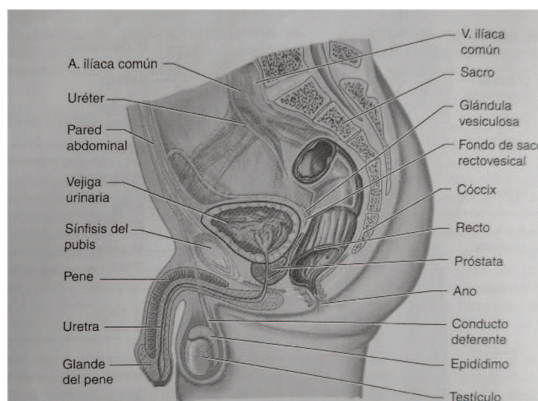 A. ilíaca común
Uréter
Pared
abdominal
Vejiga
urinaria
Sínfisis del
pubis
Pene
Uretra
Glande
del pene
V. ilíaca
común
Sacro
Glándula
vesiculosa
Fondo de sac
rectovesical
Cóccix
Recto
Próstata
Ano
Conducto
deferente
Epidídimo
Testículo